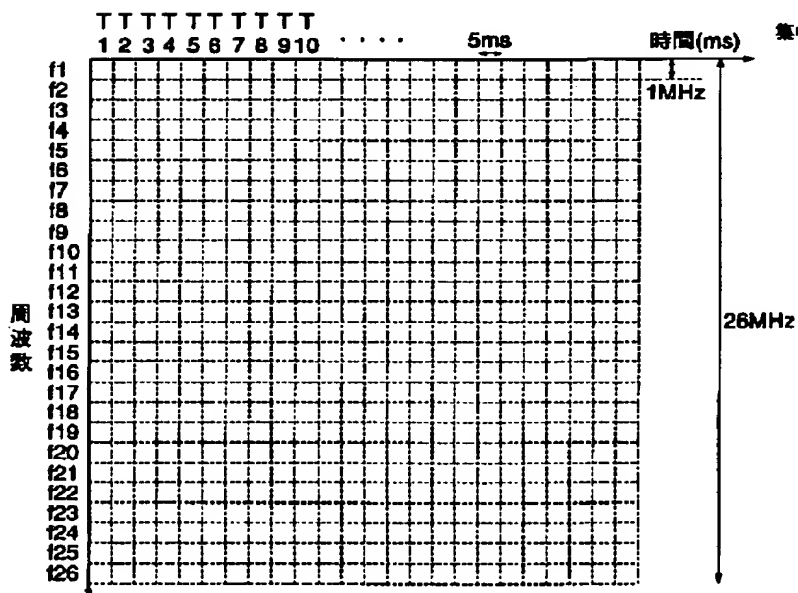 T T T T T T T T T T
1 2 3 4 5 6 7 8 9 10 ・・・・ 5ms 時間(ms)
1MHz
f1
f2
f3
f4
f5
f6
f7
f8
f9
f10
f11
f12
f13
f14
f15
f16
f17
f18
f19
f20
f21
f22
f23
f24
f25
f26
周波数
26MHz